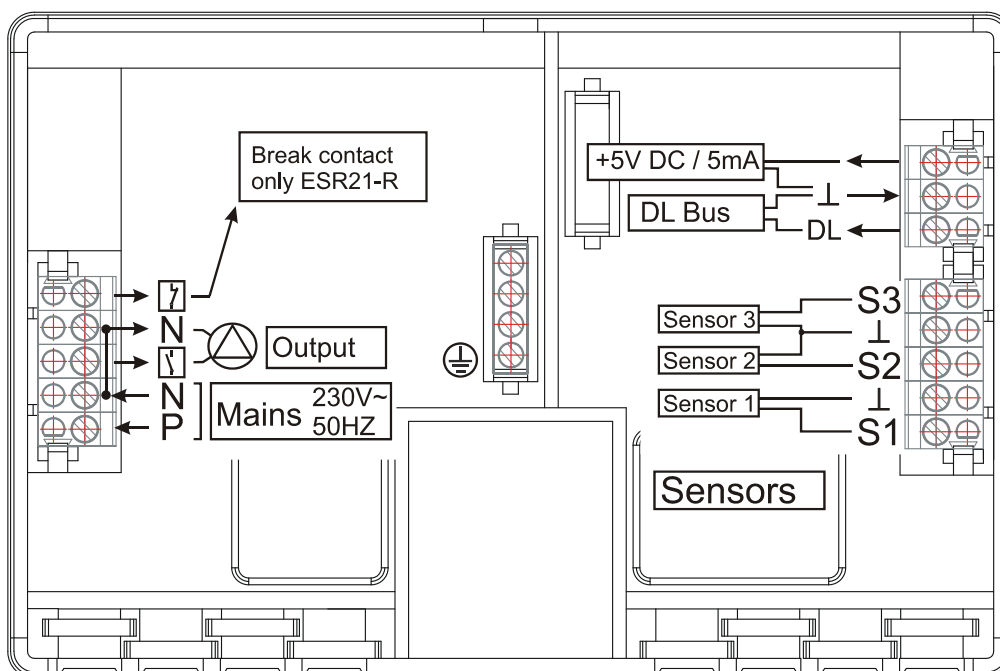 Break contact
only ESR21-R
N
Output
N
P
Mains 230V~
50HZ
+5V DC / 5mA
⊥
DL Bus
DL
S3
Sensor 3
⊥
Sensor 2
S2
Sensor 1
⊥
S1
Sensors